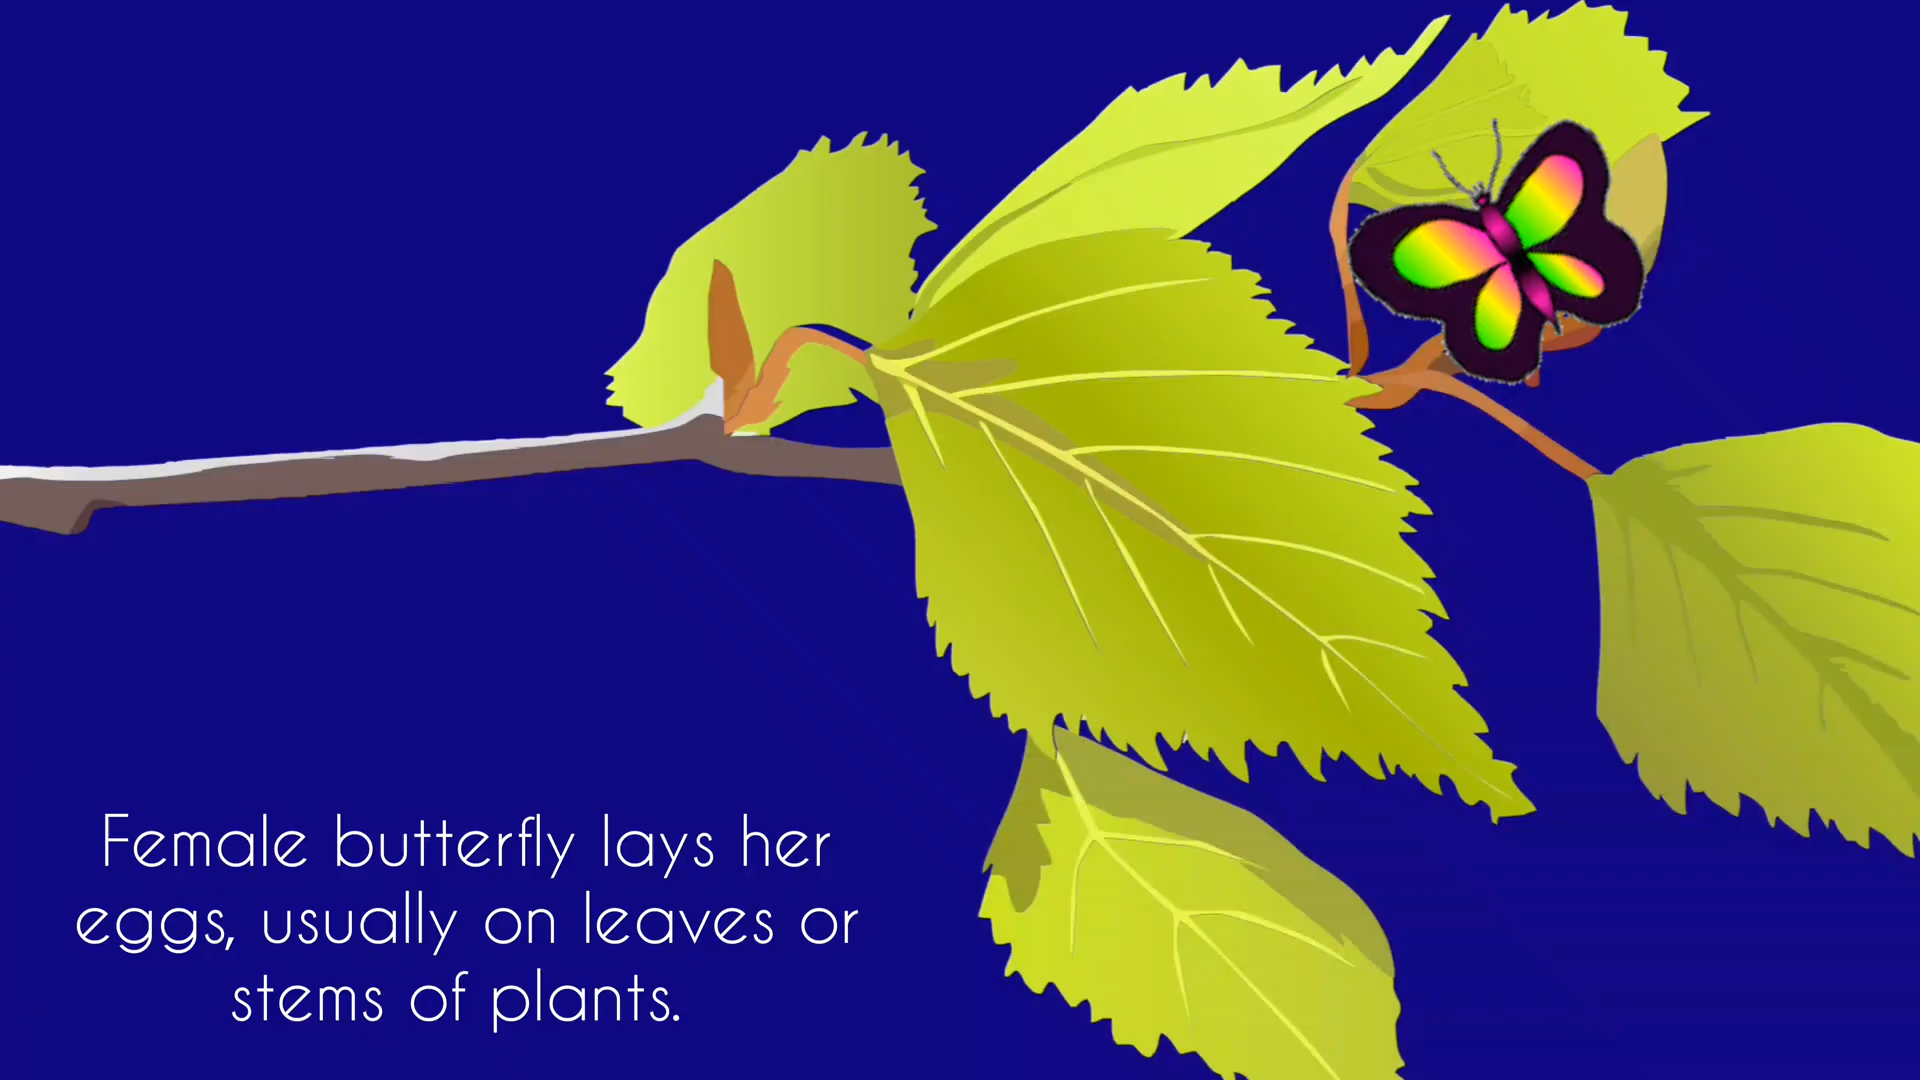 Female butterfly lays her
eggs, usually on leaves or
stems of plants.